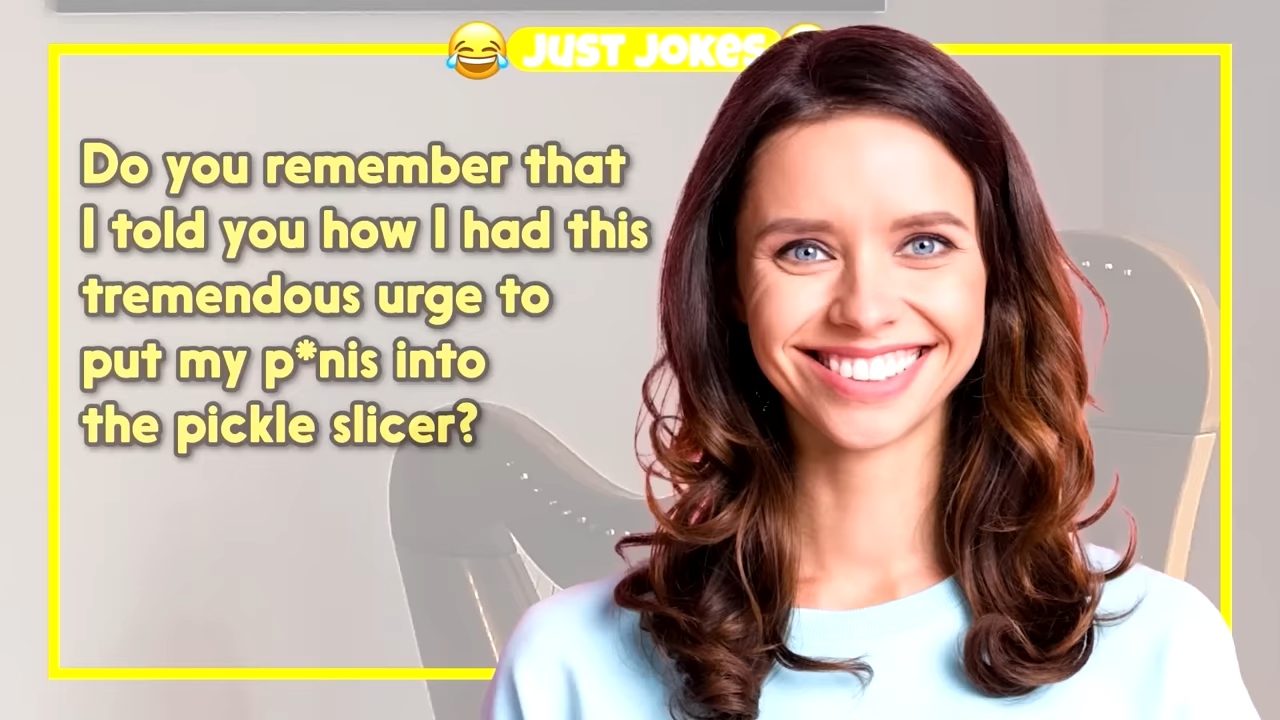 JUST JOKES
Do you remember that
I told you how I had this
tremendous urge to
put my p*nis into
the pickle slicer?